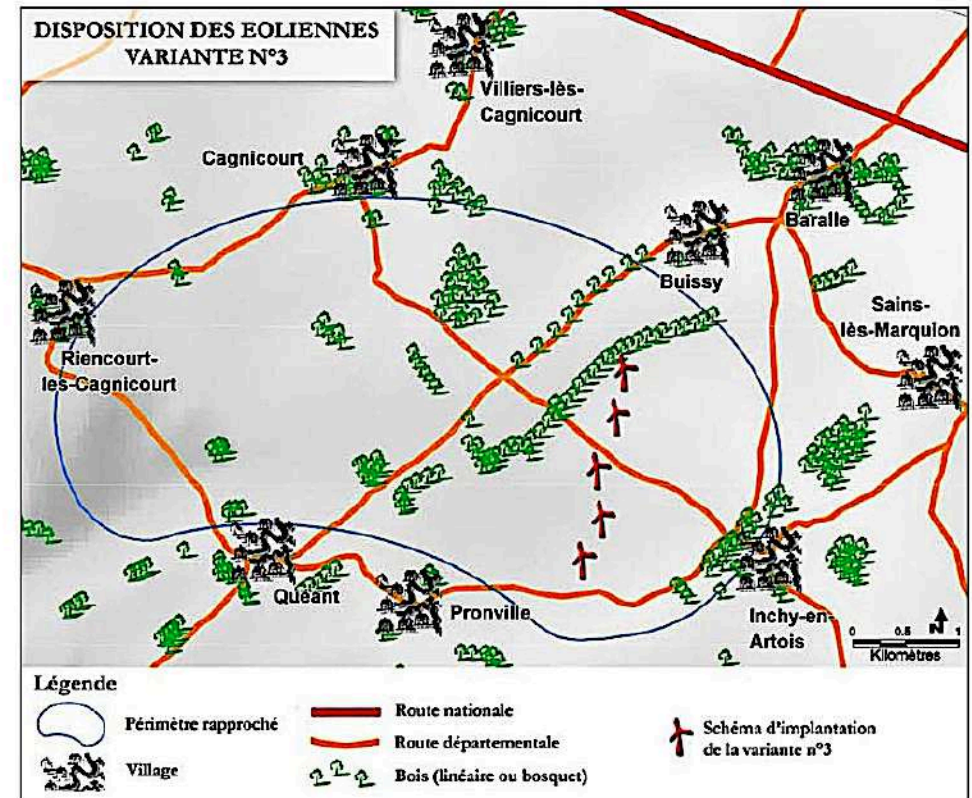 DISPOSITION DES EOLIENNES
VARIANTE N°3
Villiers-lès-
Cagnicourt
Cagnicourt
Baralle
Buissy
Sains-
lès-Marquion
Riencourt-
les-Cagnicourt
Quéant
Pronville
Inchy-en-
Artois
N
0 0.5 1
Kilomètres
Légende
Périmètre rapproché
Village
Route nationale
Route départementale
Bois (linéaire ou bosquet)
Schéma d'implantation
de la variante n°3